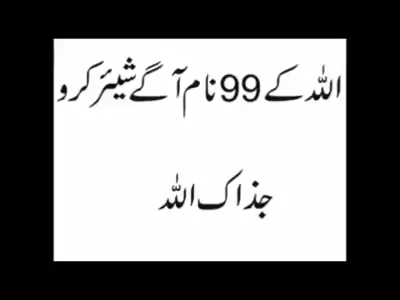 اللہ کے 99 نام آگے شیئر کرو
جذاک اللہ